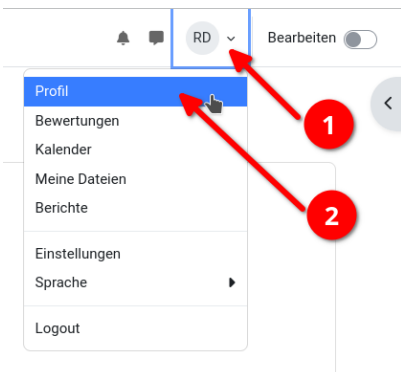 RD
Bearbeiten
Profil
1
Bewertungen
Kalender
Meine Dateien
Berichte
2
Einstellungen
Sprache
Logout